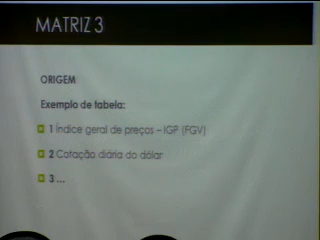 MATRIZ 3
ORIGEM
Exemplo de tabela:
1 Índice geral de preços – IGP (FGV)
2 Cotação diária do dólar
3 ...